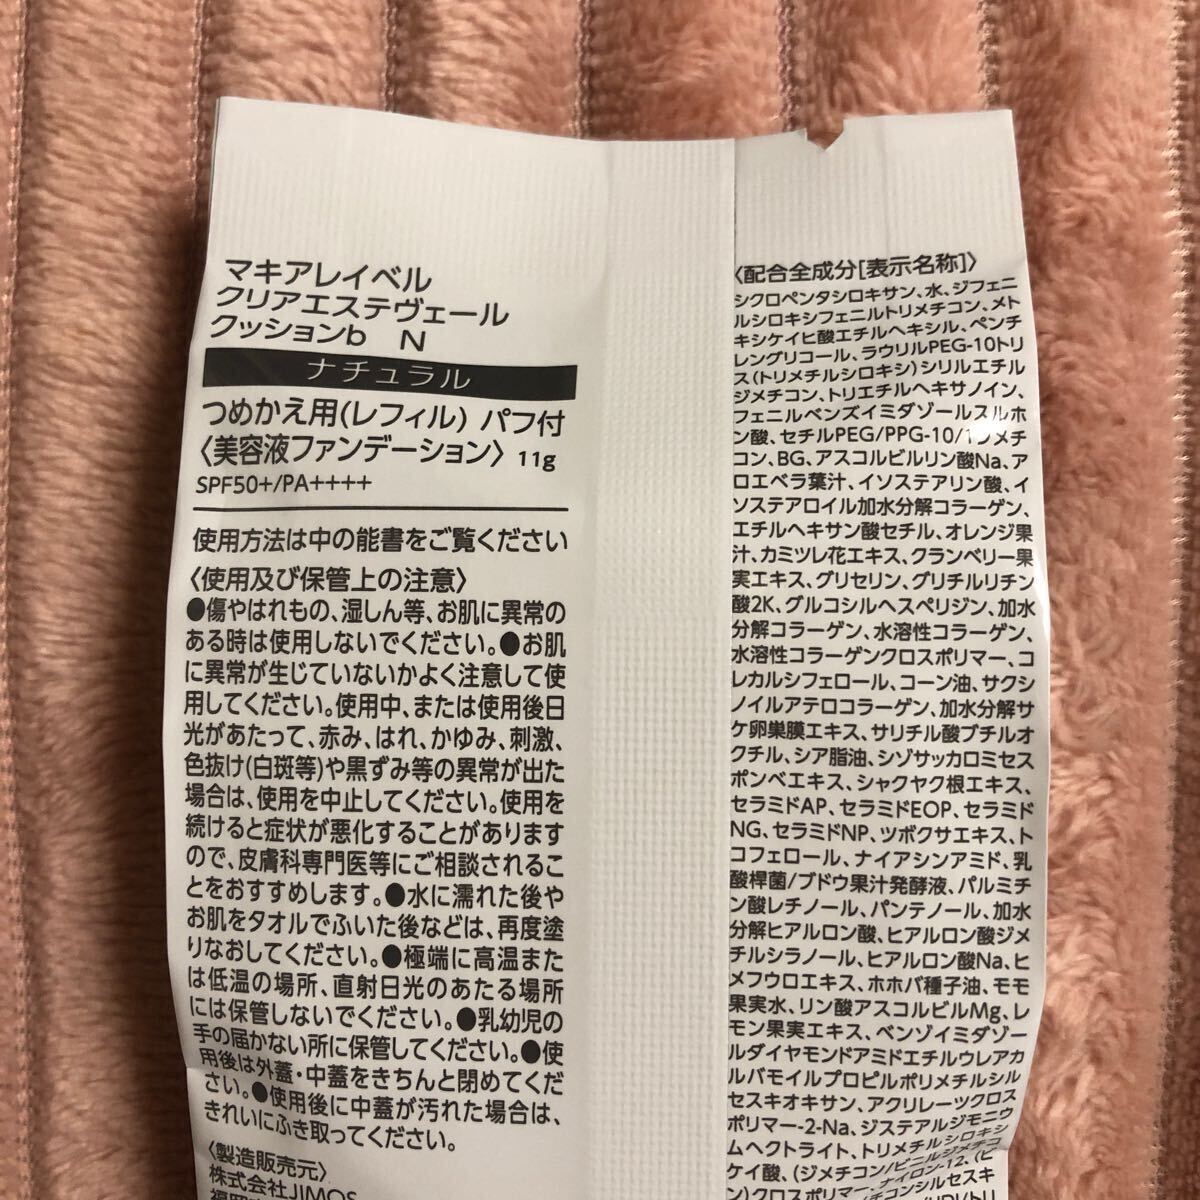 マキアレイベル
クリアエステヴェール
クッションb N
ナチュラル
つめかえ用(レフィル) パフ付
〈美容液ファンデーション〉 11g
SPF50+/PA++++
使用方法は中の能書をご覧ください
〈使用及び保管上の注意〉
●傷やはれもの、湿しん等、お肌に異常の
ある時は使用しないでください。●お肌
に異常が生じていないかよく注意して使
用してください。使用中、または使用後日
光があたって、赤み、はれ、かゆみ、刺激、
色抜け(白斑等)や黒ずみ等の異常が出た
場合は、使用を中止してください。使用を
続けると症状が悪化することがあります
ので、皮膚科専門医等にご相談されるこ
とをおすすめします。●水に濡れた後や
お肌をタオルでふいた後などは、再度塗
りなおしてください。●極端に高温また
は低温の場所、直射日光のあたる場所
には保管しないでください。●乳幼児の
手の届かない所に保管してください。●使
用後は外蓋・中蓋をきちんと閉めてくだ
さい。●使用後に中蓋が汚れた場合は、
きれいにふき取ってください。
〈製造販売元〉
株式会社JIMOS
〈配合全成分[表示名称]〉
シクロペンタシロキサン、水、ジフェニ
ルシロキシフェニルトリメチコン、メト
キシケイヒ酸エチルヘキシル、ペンチ
レングリコール、ラウリルPEG-10トリ
ス(トリメチルシロキシ)シリルエチル
ジメチコン、トリエチルヘキサノイン、
フェニルベンズイミダゾールスルホ
ン酸、セチルPEG/PPG-10/1ジメチ
コン、BG、アスコルビルリン酸Na、ア
ロエベラ葉汁、イソステアリン酸、イ
ソステアロイル加水分解コラーゲン、
エチルヘキサン酸セチル、オレンジ果
汁、カミツレ花エキス、クランベリー果
実エキス、グリセリン、グリチルリチン
酸2K、グルコシルヘスペリジン、加水
分解コラーゲン、水溶性コラーゲン、
水溶性コラーゲンクロスポリマー、コ
レカルシフェロール、コーン油、サクシ
ノイルアテロコラーゲン、加水分解サ
ケ卵巣膜エキス、サリチル酸ブチルオ
クチル、シア脂油、シゾサッカロミセス
ポンベエキス、シャクヤク根エキス、
セラミドAP、セラミドEOP、セラミド
NG、セラミドNP、ツボクサエキス、ト
コフェロール、ナイアシンアミド、乳
酸桿菌/ブドウ果汁発酵液、パルミチ
ン酸レチノール、パンテノール、加水
分解ヒアルロン酸、ヒアルロン酸ジメ
チルシラノール、ヒアルロン酸Na、ヒ
メフウロエキス、ホホバ種子油、モモ
果実水、リン酸アスコルビルMg、レ
モン果実エキス、ベンゾイミダゾー
ルダイヤモンドアミドエチルウレアカ
ルバモイルプロピルポリメチルシル
セスキオキサン、アクリレーツクロス
ポリマー-2-Na、ジステアルジモニウ
ムヘクトライト、トリメチルシロキシ
ケイ酸、(ジメチコン/ビニルジメチコ
ン)クロスポリマー、ナイロン-12、(ビ